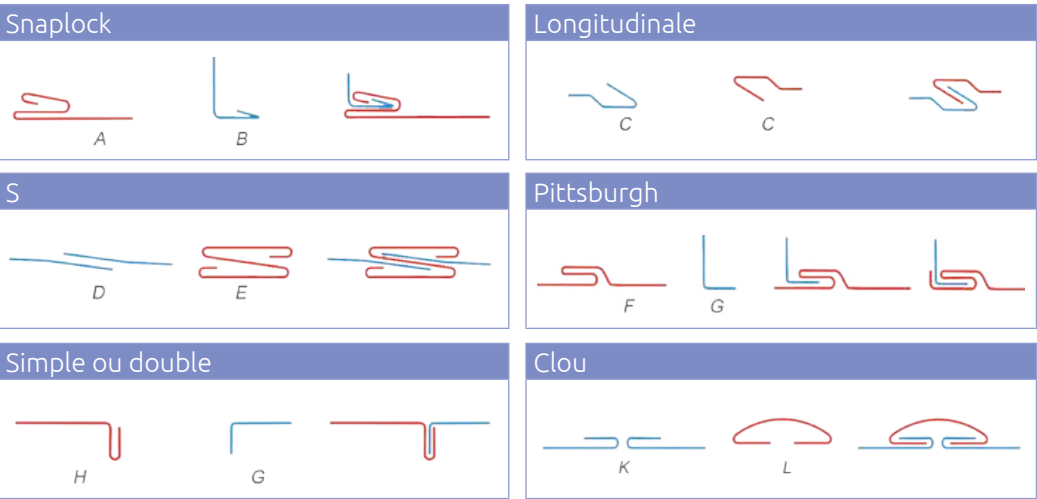 Snaplock
A B
Longitudinale
C C
S
D E
Pittsburgh
F G
Simple ou double
H G
Clou
K L